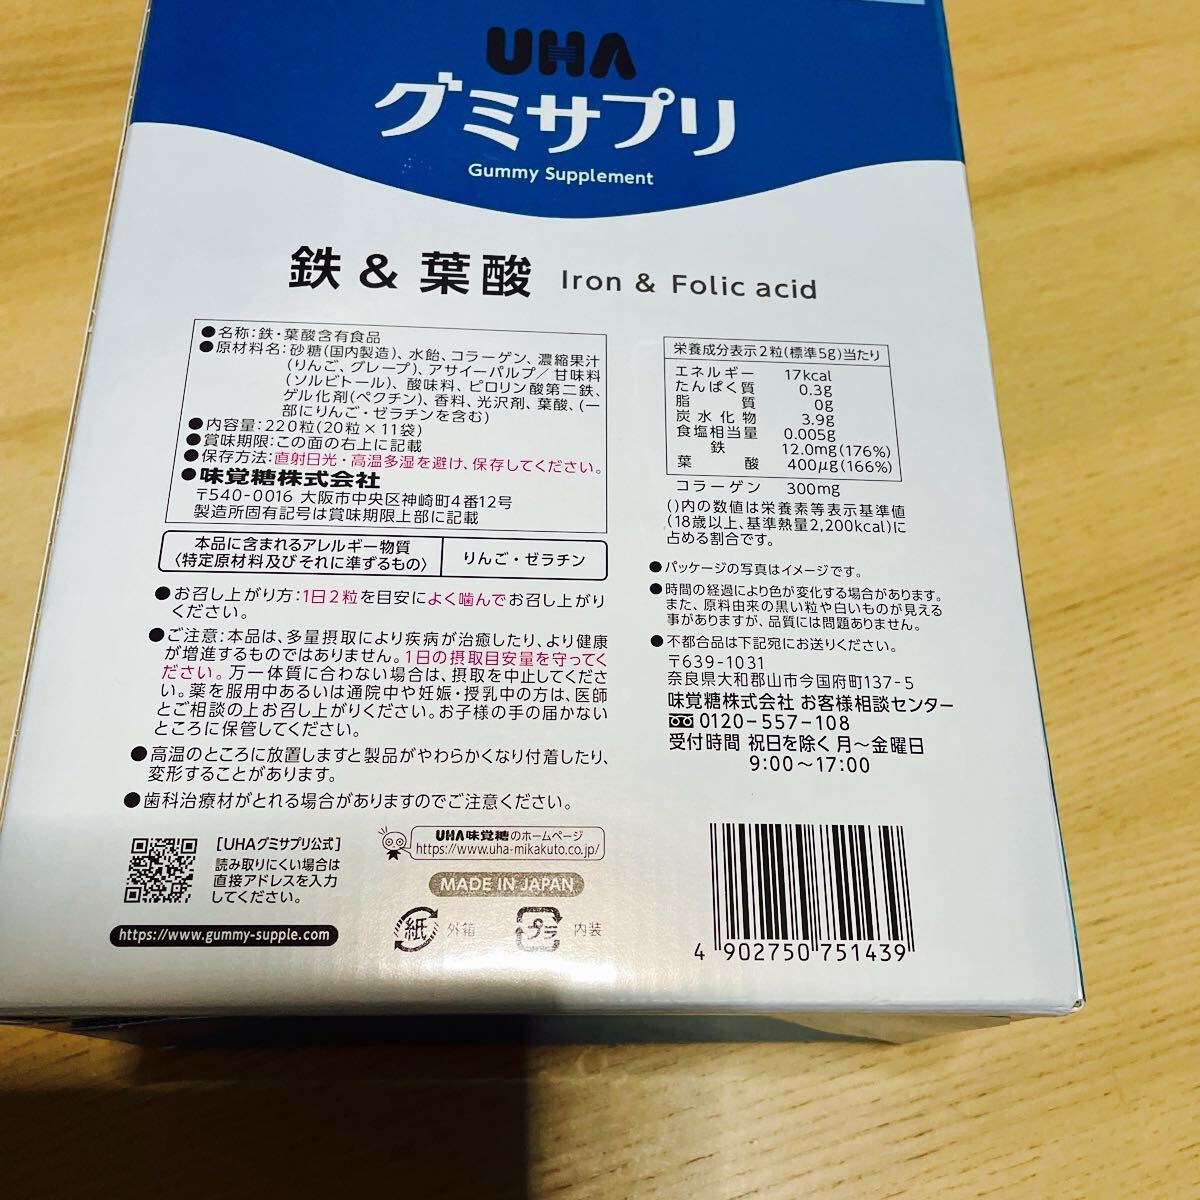 UHA
グミサプリ
Gummy Supplement
鉄 & 葉酸 Iron & Folic acid
●名称:鉄・葉酸含有食品
●原材料名:砂糖(国内製造)、水飴、コラーゲン、濃縮果汁
(りんご、グレープ)、アサイーパルプ/甘味料
(ソルビトール)、酸味料、ピロリン酸第二鉄、
ゲル化剤(ペクチン)、香料、光沢剤、葉酸、(一
部にりんご・ゼラチンを含む)
●内容量:220粒(20粒×11袋)
●賞味期限:この面の右上に記載
●保存方法:直射日光・高温多湿を避け、保存してください。
●味覚糖株式会社
〒540-0016 大阪市中央区神崎町4番12号
製造所固有記号は賞味期限上部に記載
本品に含まれるアレルギー物質
〈特定原材料及びそれに準ずるもの〉
りんご・ゼラチン
●お召し上がり方:1日2粒を目安によく噛んでお召し上がり
ください。
●ご注意:本品は、多量摂取により疾病が治癒したり、より健康
が増進するものではありません。1日の摂取目安量を守ってくだ
さい。万一体質に合わない場合は、摂取を中止してくださ
い。薬を服用中あるいは通院中や妊娠・授乳中の方は、医師
とご相談の上お召し上がりください。お子様の手の届かない
ところに保管してください。
●高温のところに放置しますと製品がやわらかくなり付着したり、
変形することがあります。
●歯科治療材がとれる場合がありますのでご注意ください。
[UHAグミサプリ公式]
読み取りにくい場合は
直接アドレスを入力
してください。
https://www.gummy-supple.com
UHA味覚糖のホームページ
https://www.uha-mikakuto.co.jp/
MADE IN JAPAN
紙 外箱 プラ 内装
栄養成分表示2粒(標準5g)当たり
エネルギー 17kcal
たんぱく質 0.3g
脂質 0g
炭水化物 3.9g
食塩相当量 0.005g
鉄 12.0mg(176%)
葉酸 400μg(166%)
コラーゲン 300mg
()内の数値は栄養素等表示基準値
(18歳以上、基準熱量2,200kcal)に
占める割合です。
●パッケージの写真はイメージです。
●時間の経過により色が変化する場合があります。
また、原料由来の黒い粒や白いものが見える
事がありますが、品質には問題ありません。
●不都合品は下記宛にお送りください。
〒639-1031
奈良県大和郡山市今国府町137-5
味覚糖株式会社 お客様相談センター
0120-557-108
受付時間 祝日を除く 月〜金曜日
9:00〜17:00
4 902750 751439